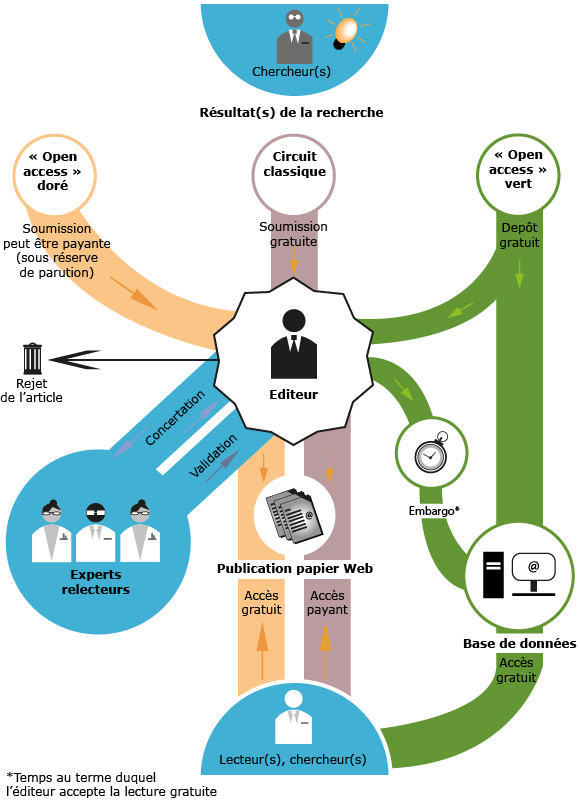 Chercheur(s)
Résultat(s) de la recherche
« Open
access »
doré
Circuit
classique
« Open
access »
vert
Soumission
peut être payante
(sous réserve
de parution)
Soumission
gratuite
Depôt
gratuit
Editeur
Rejet
de l’article
Concertation
Validation
Embargo*
Experts
relecteurs
@
Publication papier Web
@
Base de données
Accès
gratuit
Accès
payant
Accès
gratuit
Lecteur(s), chercheur(s)
*Temps au terme duquel
l’éditeur accepte la lecture gratuite